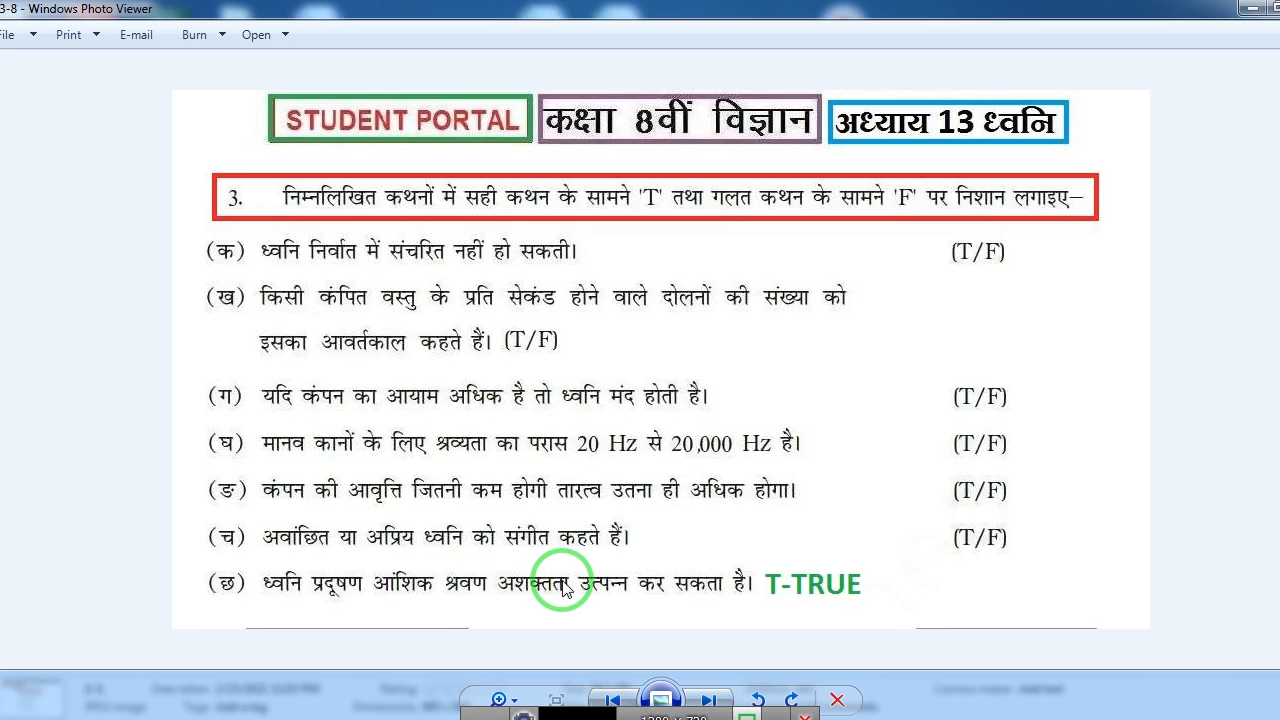 3-8 - Windows Photo Viewer
File Print E-mail Burn Open
STUDENT PORTAL कक्षा 8वीं विज्ञान अध्याय 13 ध्वनि
3. निम्नलिखित कथनों में सही कथन के सामने 'T' तथा गलत कथन के सामने 'F' पर निशान लगाइए–
(क) ध्वनि निर्वात में संचरित नहीं हो सकती। (T/F)
(ख) किसी कंपित वस्तु के प्रति सेकंड होने वाले दोलनों की संख्या को
इसका आवर्तकाल कहते हैं। (T/F)
(ग) यदि कंपन का आयाम अधिक है तो ध्वनि मंद होती है। (T/F)
(घ) मानव कानों के लिए श्रव्यता का परास 20 Hz से 20,000 Hz है। (T/F)
(ङ) कंपन की आवृत्ति जितनी कम होगी तारत्व उतना ही अधिक होगा। (T/F)
(च) अवांछित या अप्रिय ध्वनि को संगीत कहते हैं। (T/F)
(छ) ध्वनि प्रदूषण आंशिक श्रवण अशक्तता उत्पन्न कर सकता है। T-TRUE